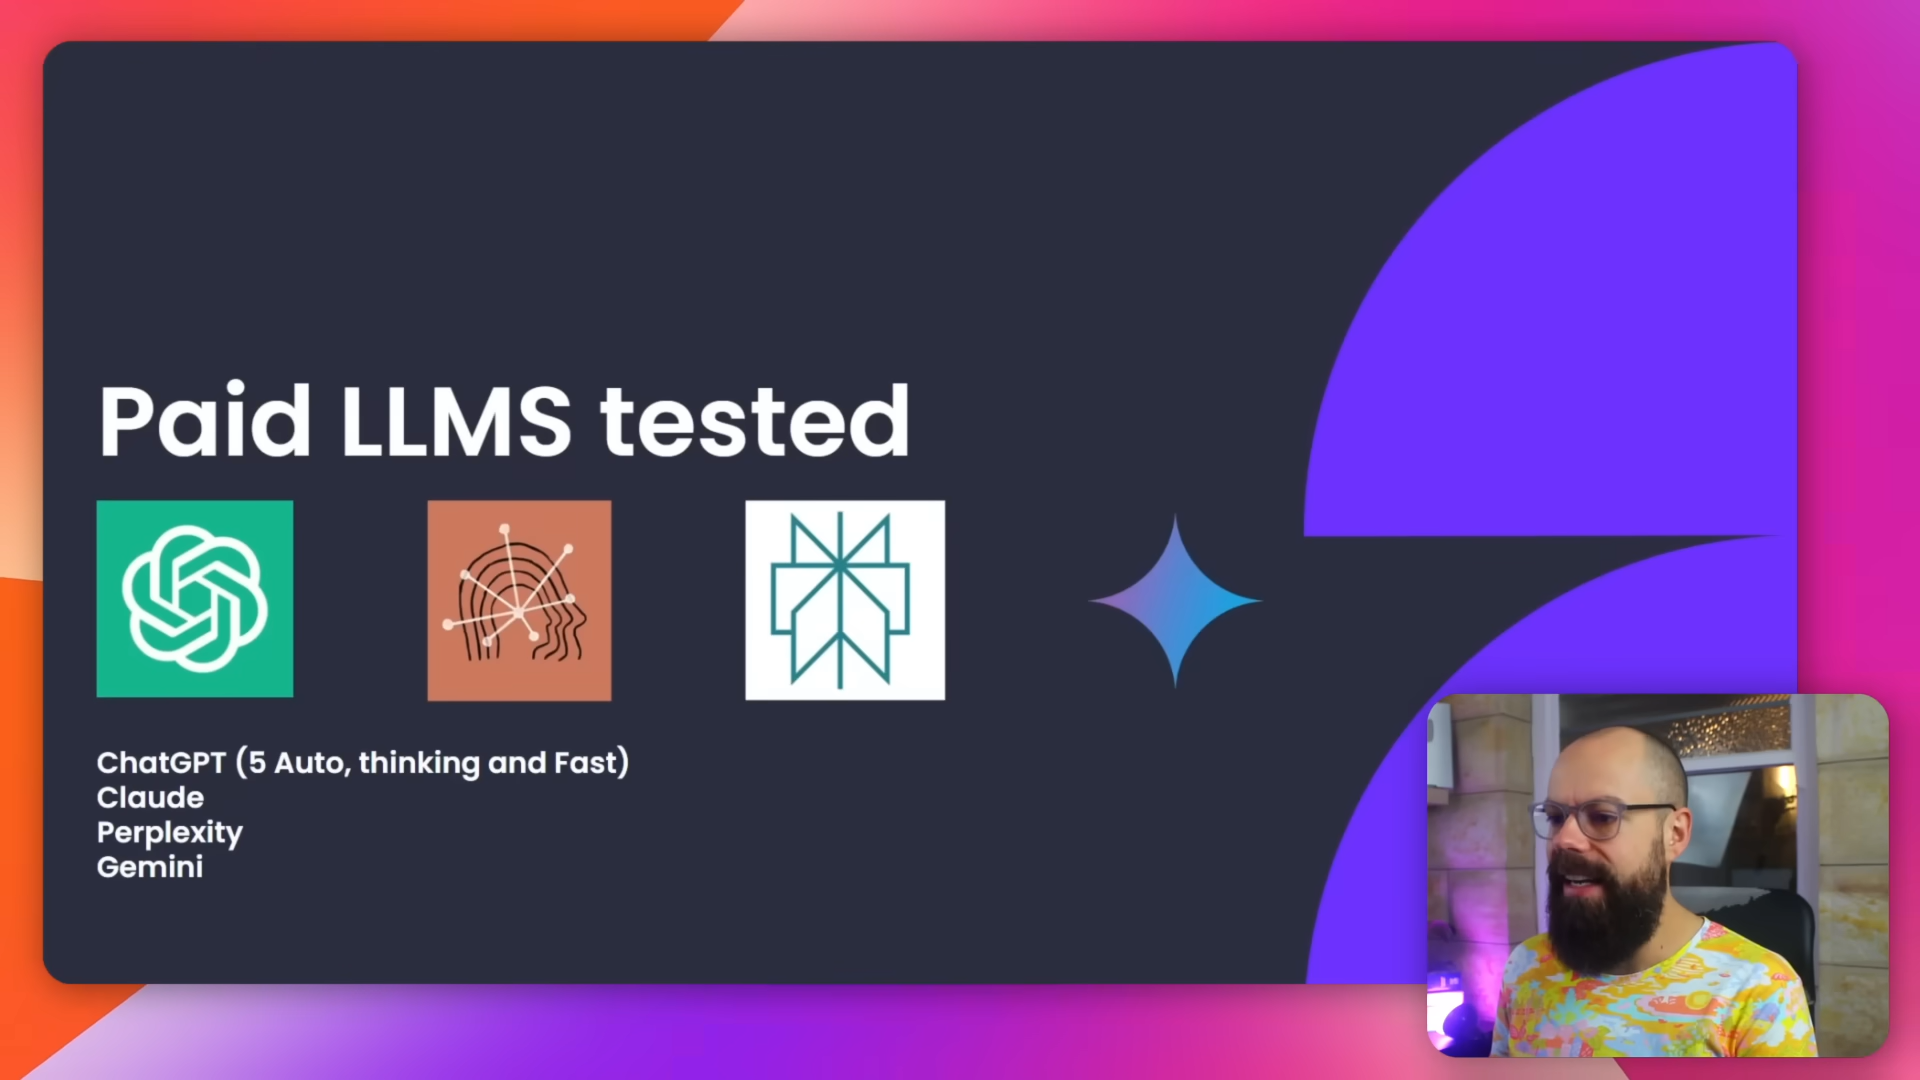 Paid LLMS tested
ChatGPT (5 Auto, thinking and Fast)
Claude
Perplexity
Gemini